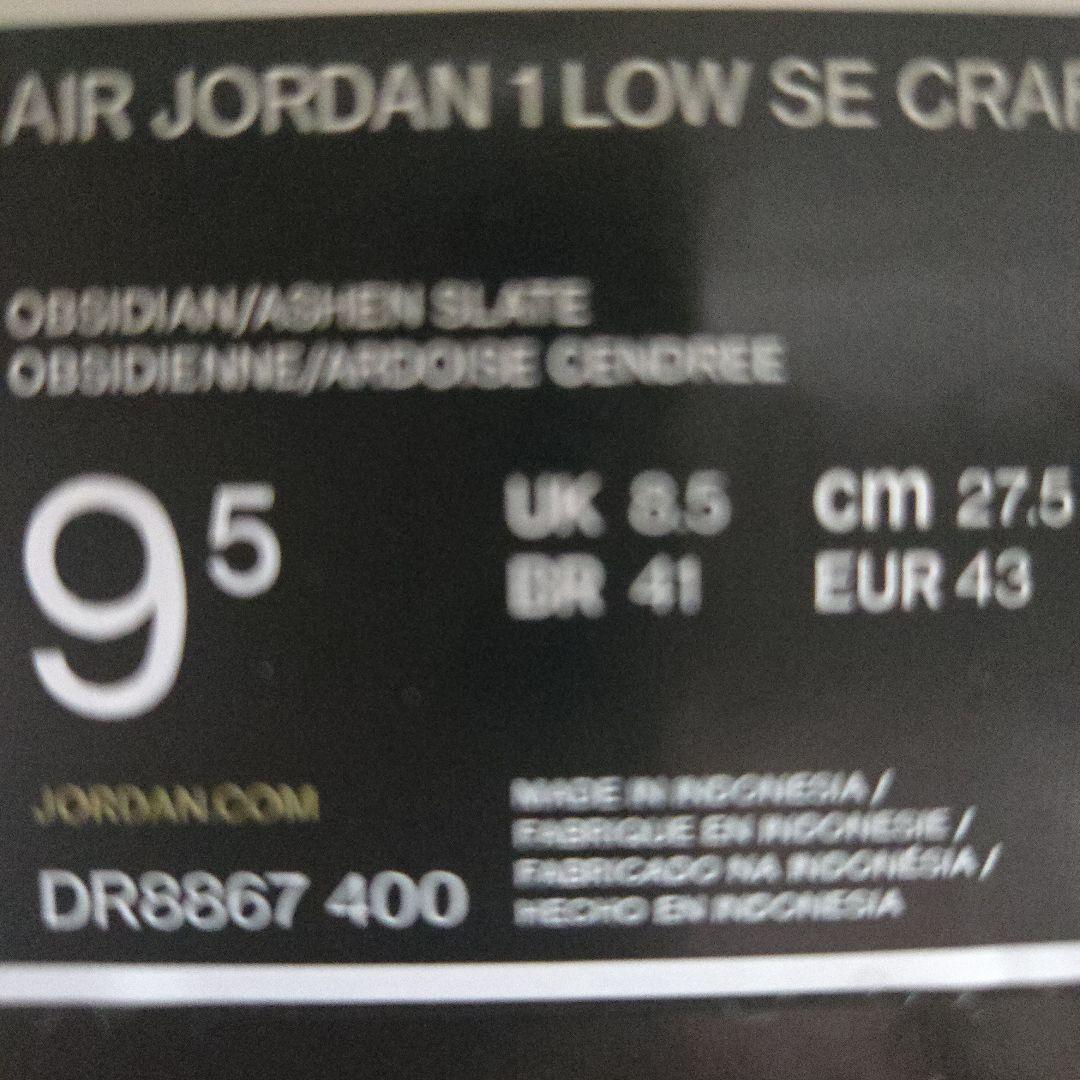 AIR JORDAN 1 LOW SE CRAF
OBSIDIAN/ASHEN SLATE
OBSIDIENNE/ARDOISE CENDREE
9 5
UK 8.5 cm 27.5
BR 41 EUR 43
JORDAN.COM
DR8867 400
MADE IN INDONESIA /
FABRIQUE EN INDONESIE /
FABRICADO NA INDONÉSIA /
HECHO EN INDONESIA